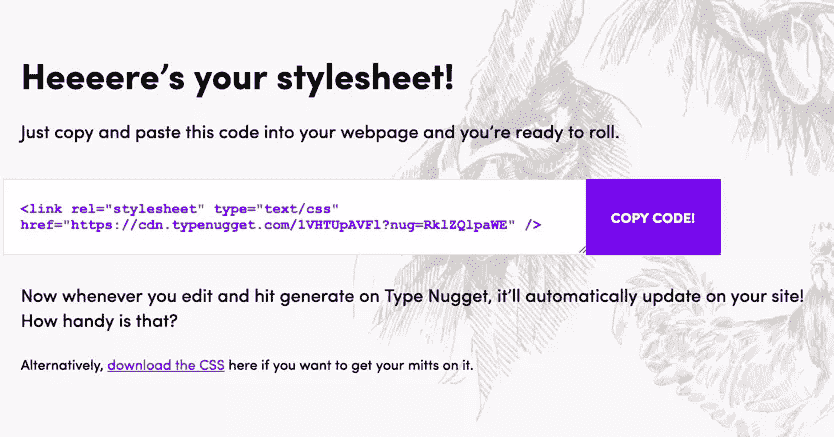 Heeeere’s your stylesheet!
Just copy and paste this code into your webpage and you’re ready to roll.
<link rel="stylesheet" type="text/css"
href="https://cdn.typenugget.com/1VHTUpAVFl?nug=RklZQlpaWE" />
COPY CODE!
Now whenever you edit and hit generate on Type Nugget, it’ll automatically update on your site!
How handy is that?
Alternatively, download the CSS here if you want to get your mitts on it.